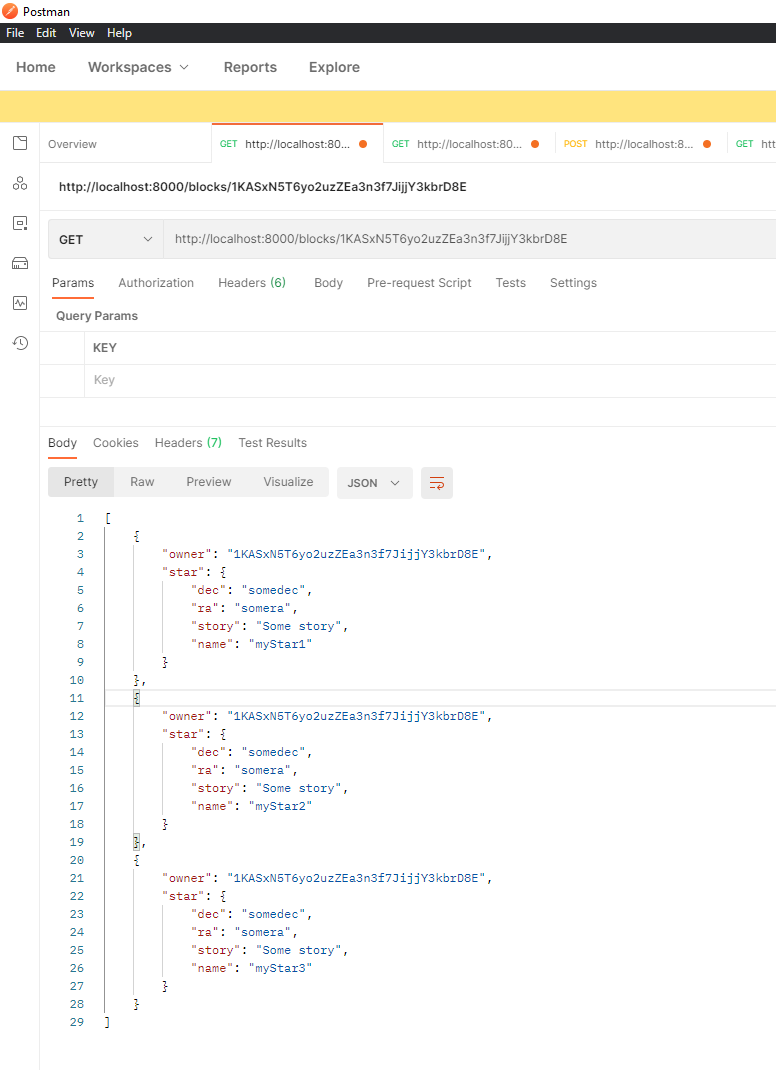 Postman
File Edit View Help
Home Workspaces Reports Explore
Overview GET http://localhost:80... GET http://localhost:80... POST http://localhost:8... GET htt
http://localhost:8000/blocks/1KASxN5T6yo2uzZEa3n3f7JijjY3kbrD8E
GET http://localhost:8000/blocks/1KASxN5T6yo2uzZEa3n3f7JijjY3kbrD8E
Params Authorization Headers (6) Body Pre-request Script Tests Settings
Query Params
KEY
Key
Body Cookies Headers (7) Test Results
Pretty Raw Preview Visualize JSON
1 [
2 {
3 "owner": "1KASxN5T6yo2uzZEa3n3f7JijjY3kbrD8E",
4 "star": {
5 "dec": "somedec",
6 "ra": "somera",
7 "story": "Some story",
8 "name": "myStar1"
9 }
10 },
11 {
12 "owner": "1KASxN5T6yo2uzZEa3n3f7JijjY3kbrD8E",
13 "star": {
14 "dec": "somedec",
15 "ra": "somera",
16 "story": "Some story",
17 "name": "myStar2"
18 }
19 },
20 {
21 "owner": "1KASxN5T6yo2uzZEa3n3f7JijjY3kbrD8E",
22 "star": {
23 "dec": "somedec",
24 "ra": "somera",
25 "story": "Some story",
26 "name": "myStar3"
27 }
28 }
29 ]